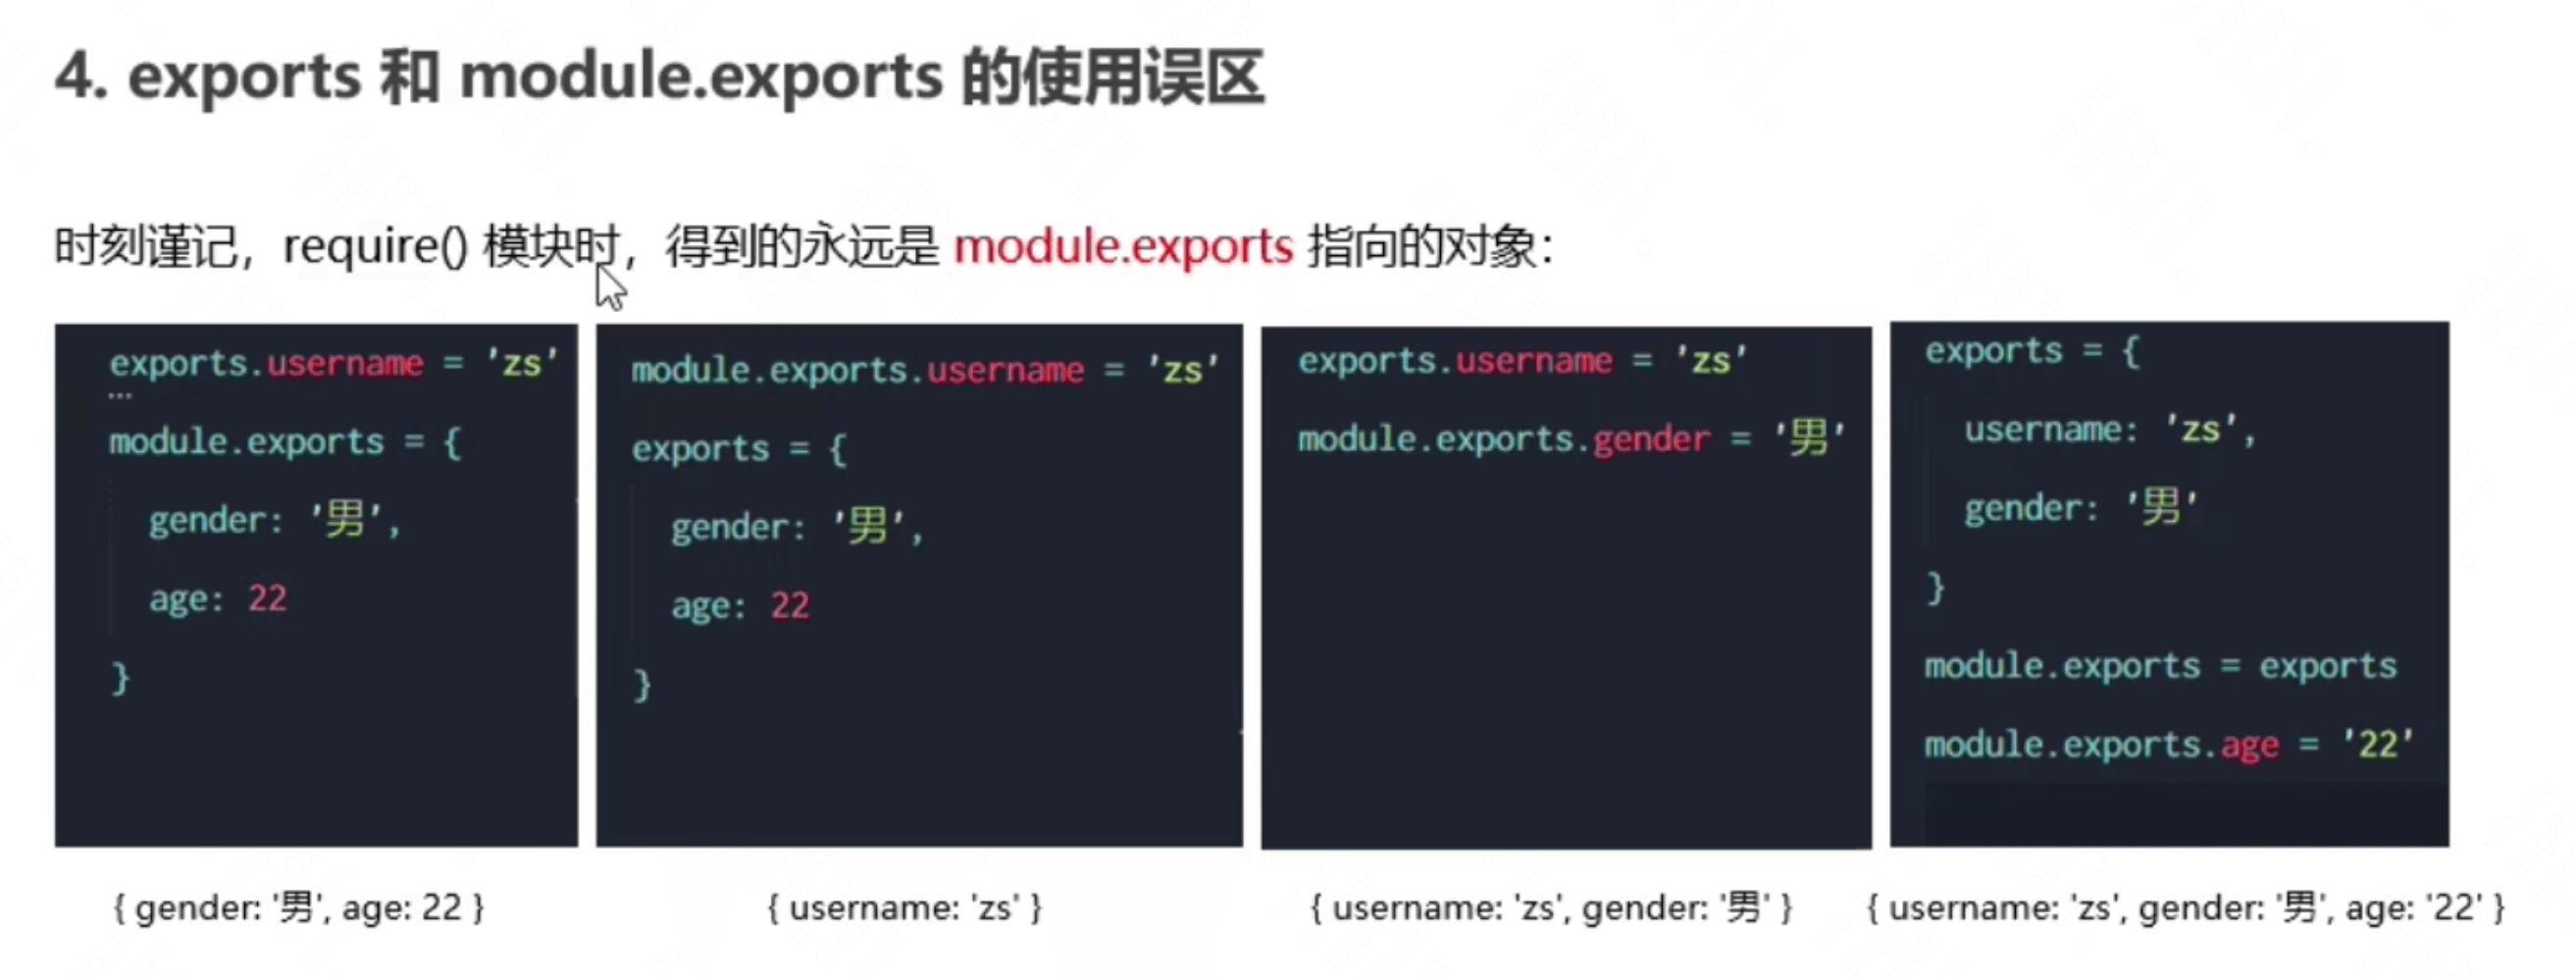 4. exports 和 module.exports 的使用误区
时刻谨记，require() 模块时，得到的永远是 module.exports 指向的对象：
exports.username = 'zs'
module.exports = {
gender: '男',
age: 22
}
module.exports.username = 'zs'
exports = {
gender: '男',
age: 22
}
exports.username = 'zs'
module.exports.gender = '男'
exports = {
username: 'zs',
gender: '男'
}
module.exports = exports
module.exports.age = '22'
{ gender: '男', age: 22 }
{ username: 'zs' }
{ username: 'zs', gender: '男' }
{ username: 'zs', gender: '男', age: '22' }